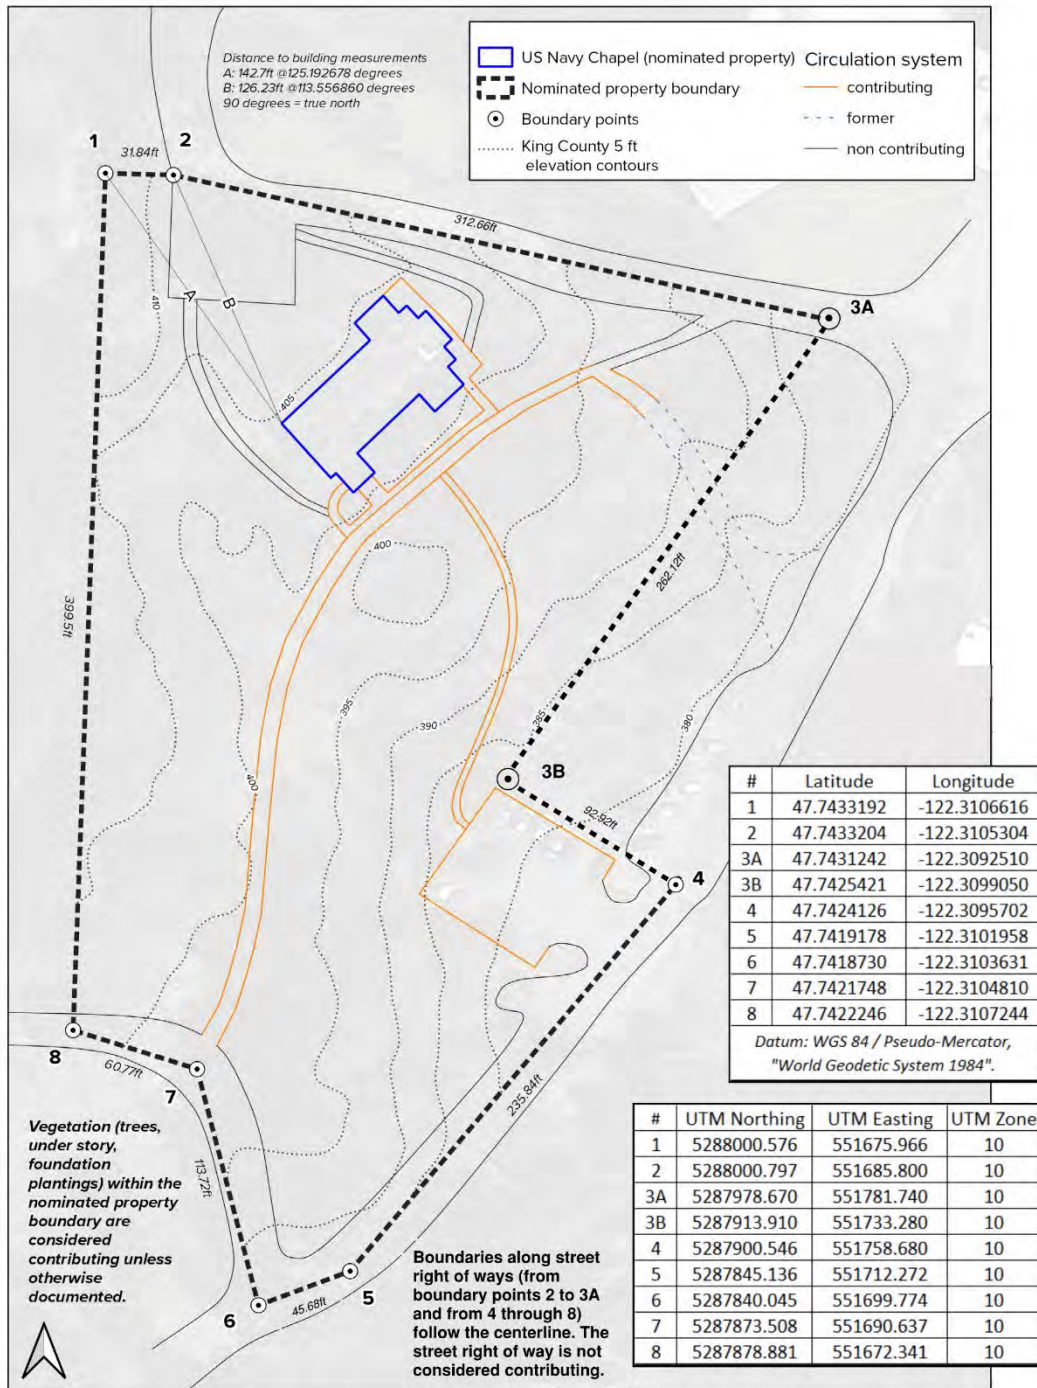 Distance to building measurements
A: 142.7ft @125.192678 degrees
B: 126.23ft @113.556860 degrees
90 degrees = true north
US Navy Chapel (nominated property)
Nominated property boundary
Boundary points
King County 5 ft
elevation contours
Circulation system
contributing
former
non contributing
1
31.84ft
2
312.66ft
3A
A
B
410
405
400
399.5ft
262.12ft
395
390
385
380
400
3B
92.92ft
4
8
60.77ft
7
113.72ft
235.84ft
6
45.68ft
5
# Latitude Longitude
1 47.7433192 -122.3106616
2 47.7433204 -122.3105304
3A 47.7431242 -122.3092510
3B 47.7425421 -122.3099050
4 47.7424126 -122.3095702
5 47.7419178 -122.3101958
6 47.7418730 -122.3103631
7 47.7421748 -122.3104810
8 47.7422246 -122.3107244
Datum: WGS 84 / Pseudo-Mercator,
"World Geodetic System 1984".
# UTM Northing UTM Easting UTM Zone
1 5288000.576 551675.966 10
2 5288000.797 551685.800 10
3A 5287978.670 551781.740 10
3B 5287913.910 551733.280 10
4 5287900.546 551758.680 10
5 5287845.136 551712.272 10
6 5287840.045 551699.774 10
7 5287873.508 551690.637 10
8 5287878.881 551672.341 10
Vegetation (trees,
under story,
foundation
plantings) within the
nominated property
boundary are
considered
contributing unless
otherwise
documented.
Boundaries along street
right of ways (from
boundary points 2 to 3A
and from 4 through 8)
follow the centerline. The
street right of way is not
considered contributing.